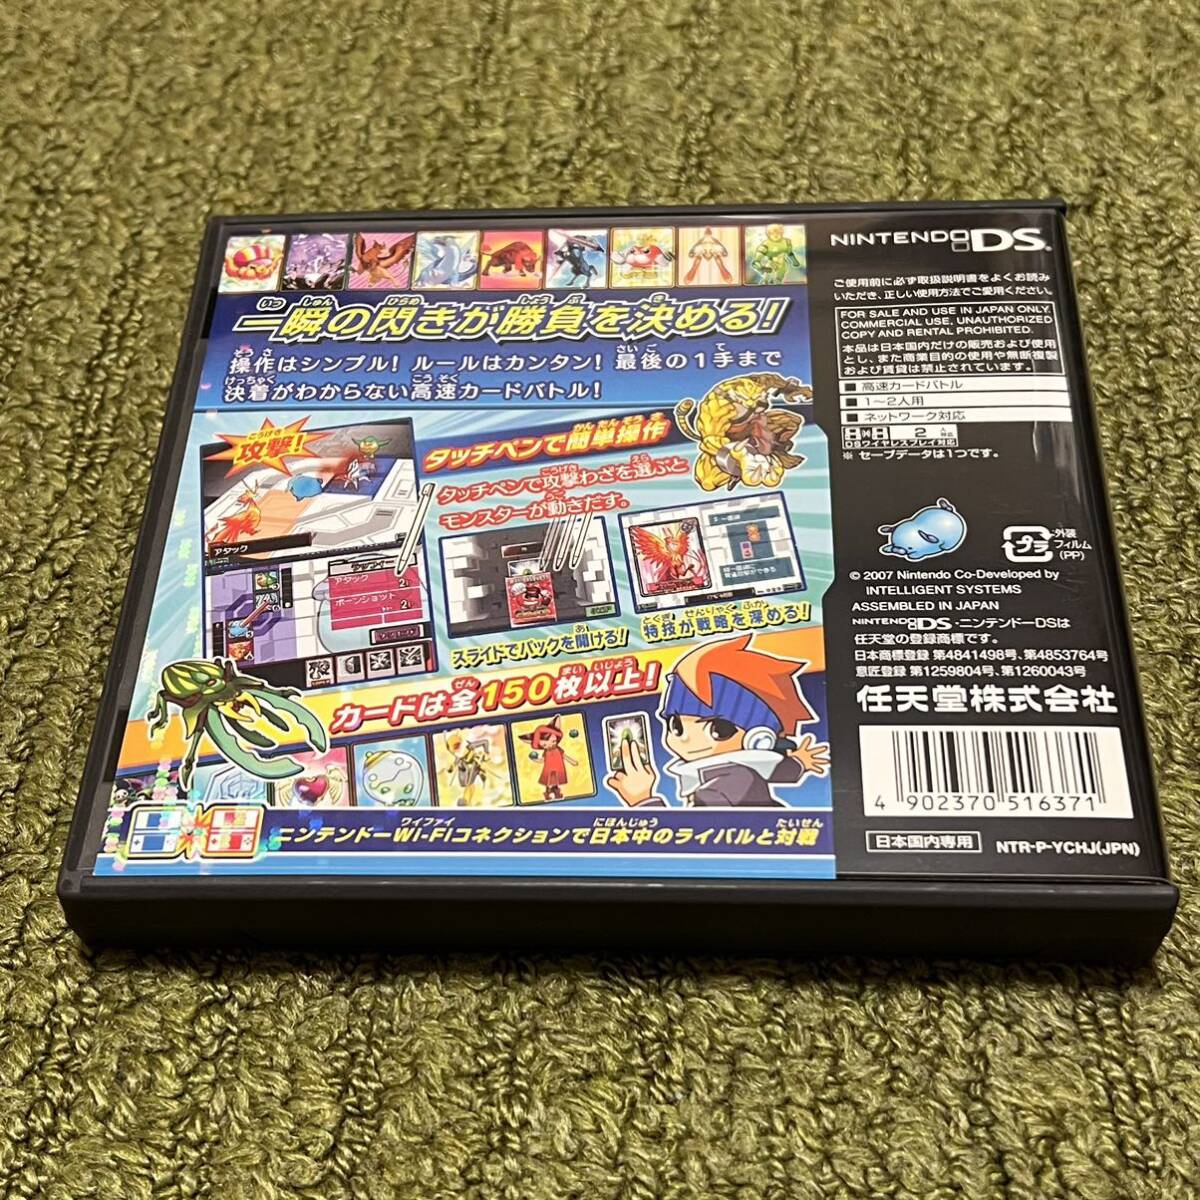 一瞬の閃きが勝負を決める!
操作はシンプル! ルールはカンタン! 最後の1手まで
決着がわからない高速カードバトル!
攻撃!
タッチペンで簡単操作
タッチペンで攻撃わざを選ぶと
モンスターが動きだす。
アタック
アタック
ボーンショット
スライドでパックを開ける!
特技が戦略を深める!
カードは全150枚以上!
ニンテンドーWi-Fiコネクションで日本中のライバルと対戦
NINTENDO DS
ご使用前に必ず取扱説明書をよくお読み
いただき、正しい使用方法でご愛用ください。
FOR SALE AND USE IN JAPAN ONLY.
COMMERCIAL USE, UNAUTHORIZED
COPY AND RENTAL PROHIBITED.
本品は日本国内だけの販売および使用
とし、また商業目的の使用や無断複製
および賃貸は禁止されています。
高速カードバトル
1〜2人用
ネットワーク対応
2人対応
DSワイヤレスプレイ対応
※ セーブデータは1つです。
プラ
外装
フィルム
(PP)
© 2007 Nintendo Co-Developed by
INTELLIGENT SYSTEMS
ASSEMBLED IN JAPAN
NINTENDO DS・ニンテンドーDSは
任天堂の登録商標です。
日本商標登録 第4841498号、第4853764号
意匠登録 第1259804号、第1260043号
任天堂株式会社
4 902370 516371
日本国内専用
NTR-P-YCHJ(JPN)